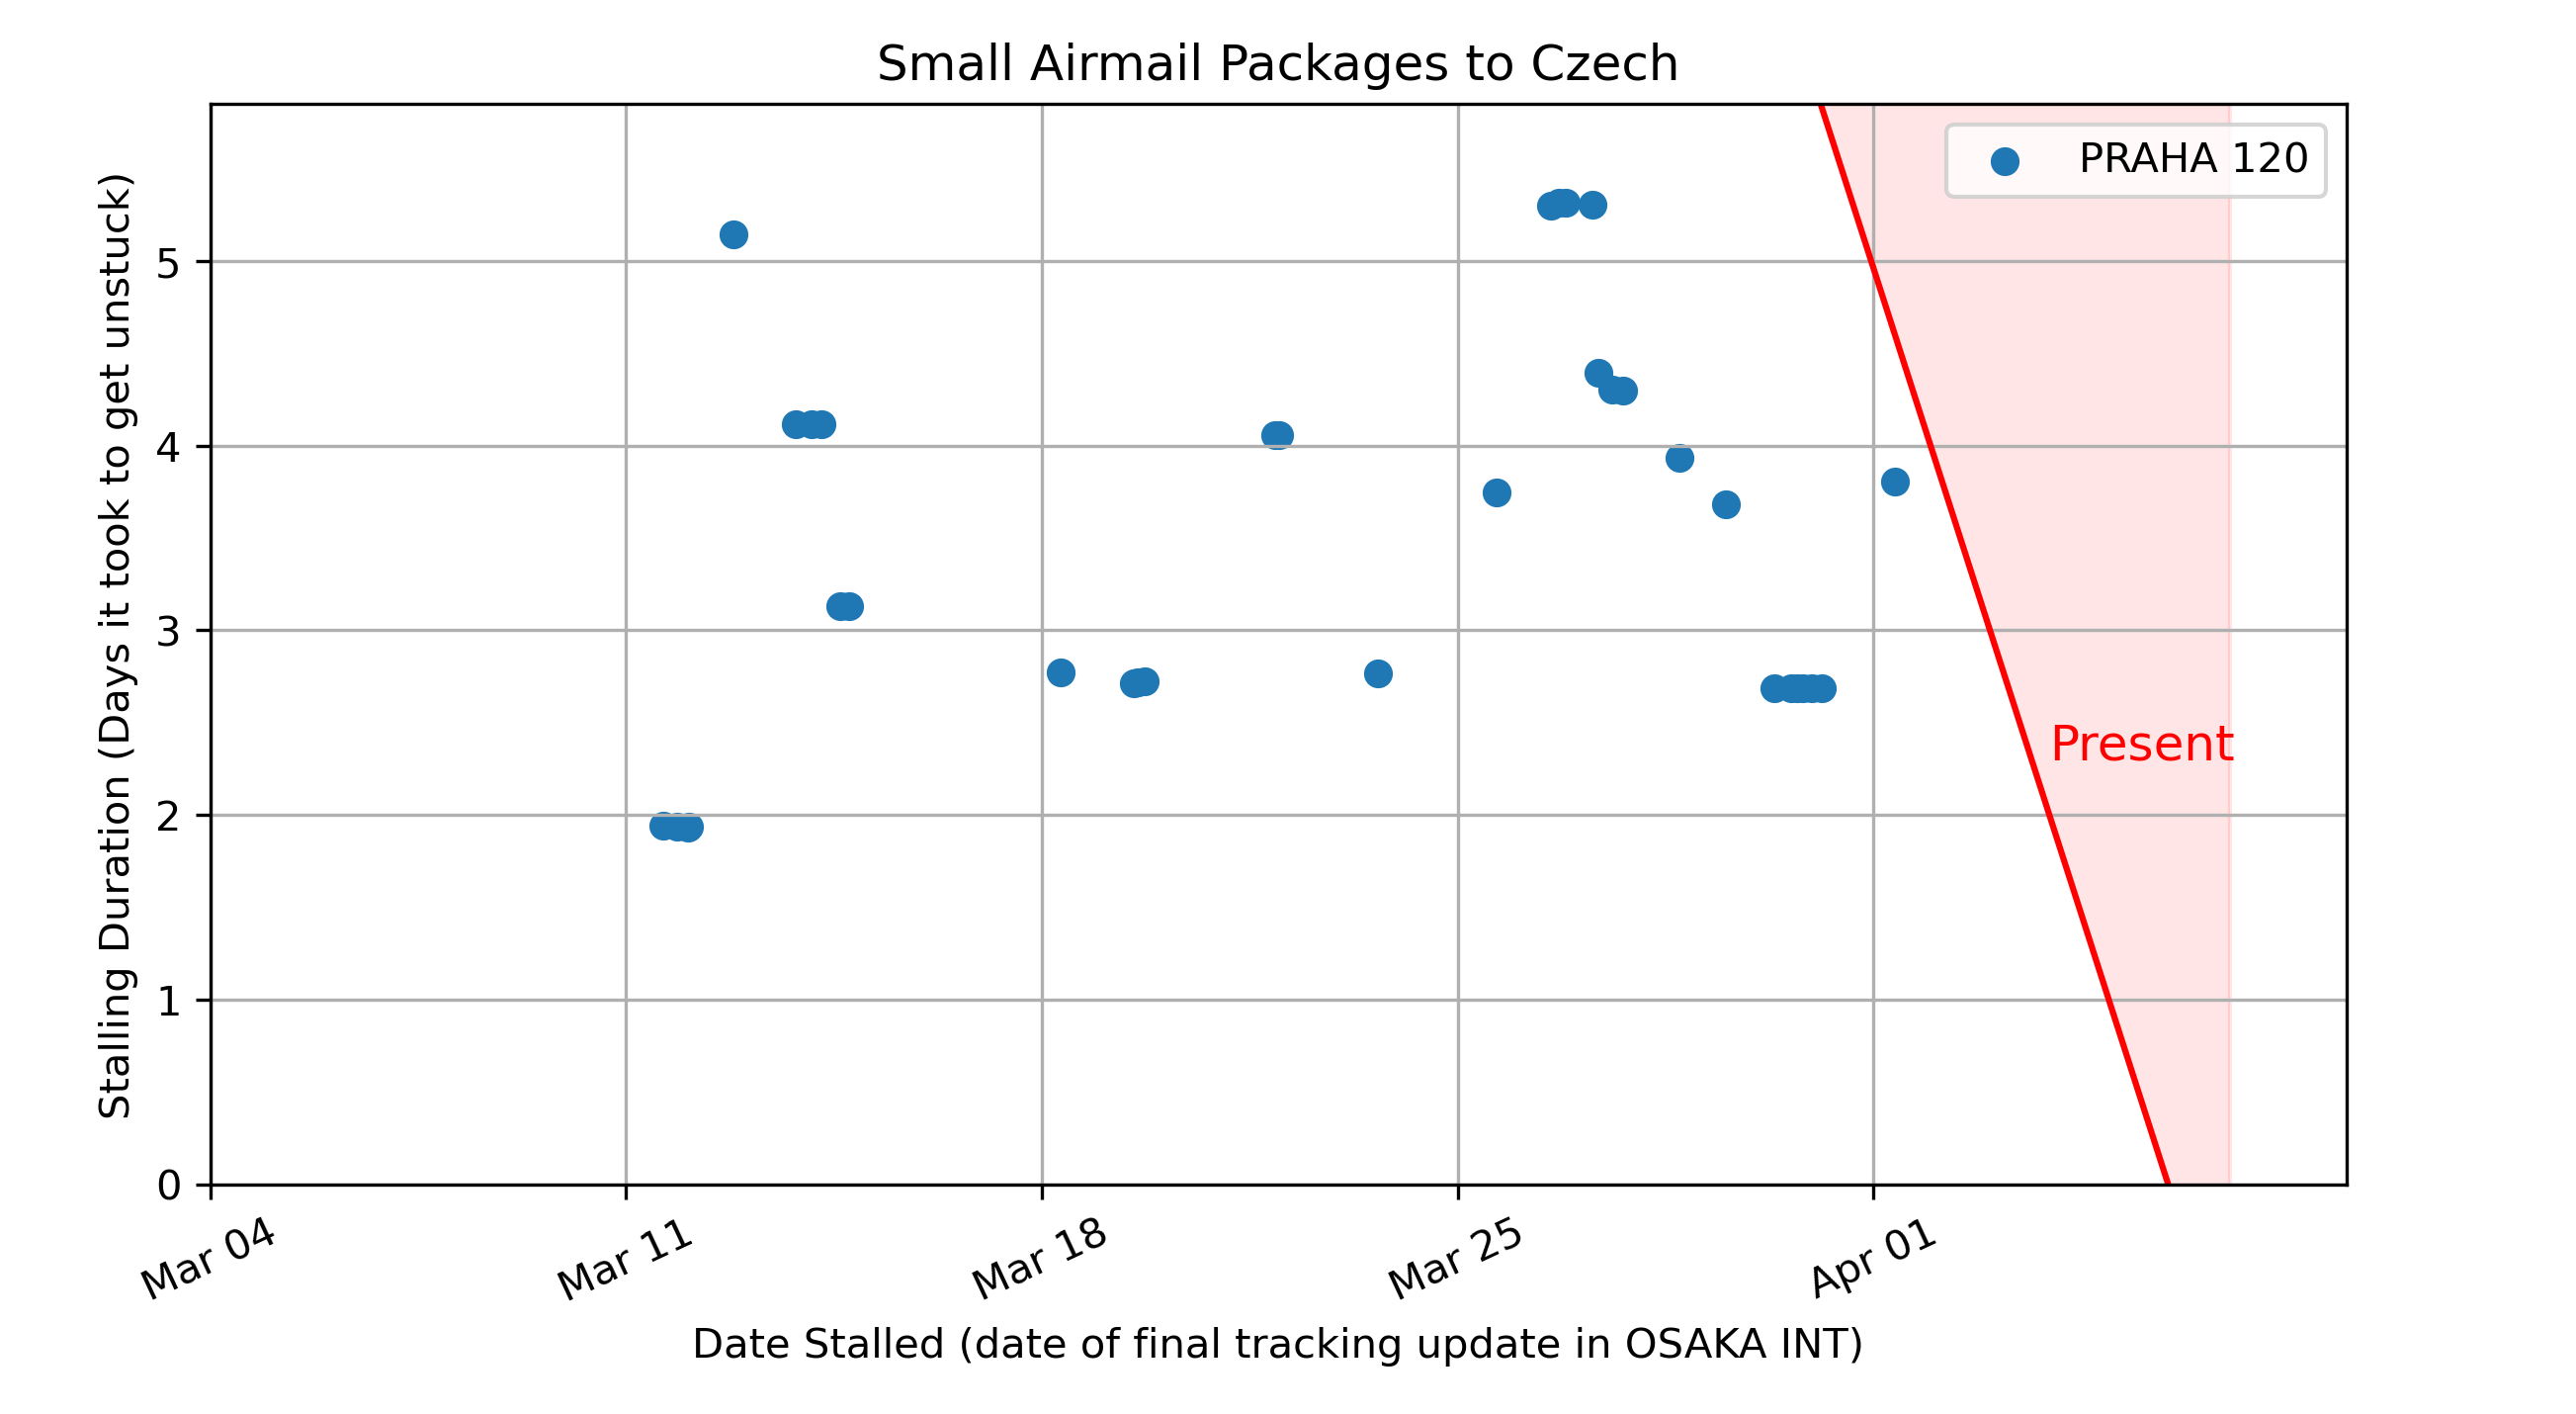 Small Airmail Packages to Czech
PRAHA 120
Stalling Duration (Days it took to get unstuck)
5
4
3
2
1
0
Present
Mar 04
Mar 11
Mar 18
Mar 25
Apr 01
Date Stalled (date of final tracking update in OSAKA INT)